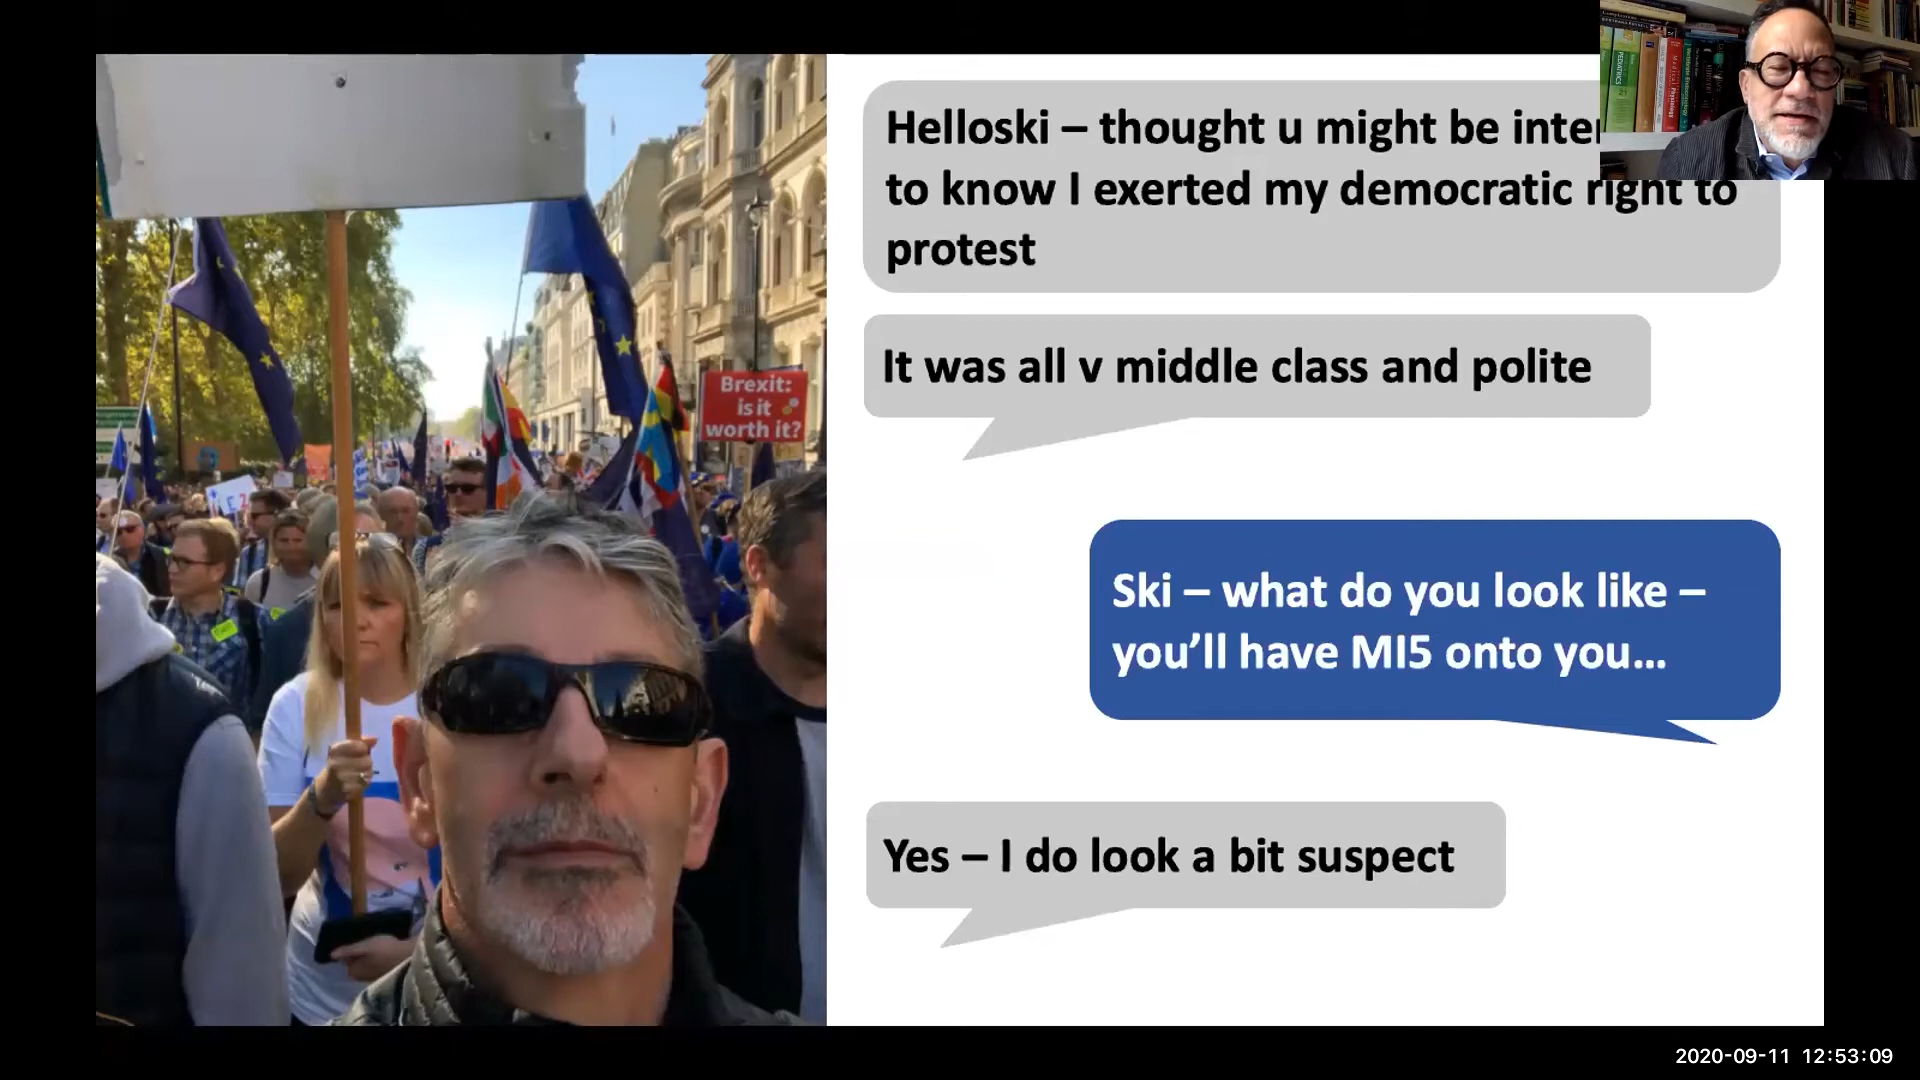 Helloski – thought u might be
to know I exerted my democratic right to
protest
It was all v middle class and polite
Ski – what do you look like –
you'll have MI5 onto you...
Yes – I do look a bit suspect
Brexit:
is it
worth it?
PEDIATRICS
2020-09-11 12:53:09